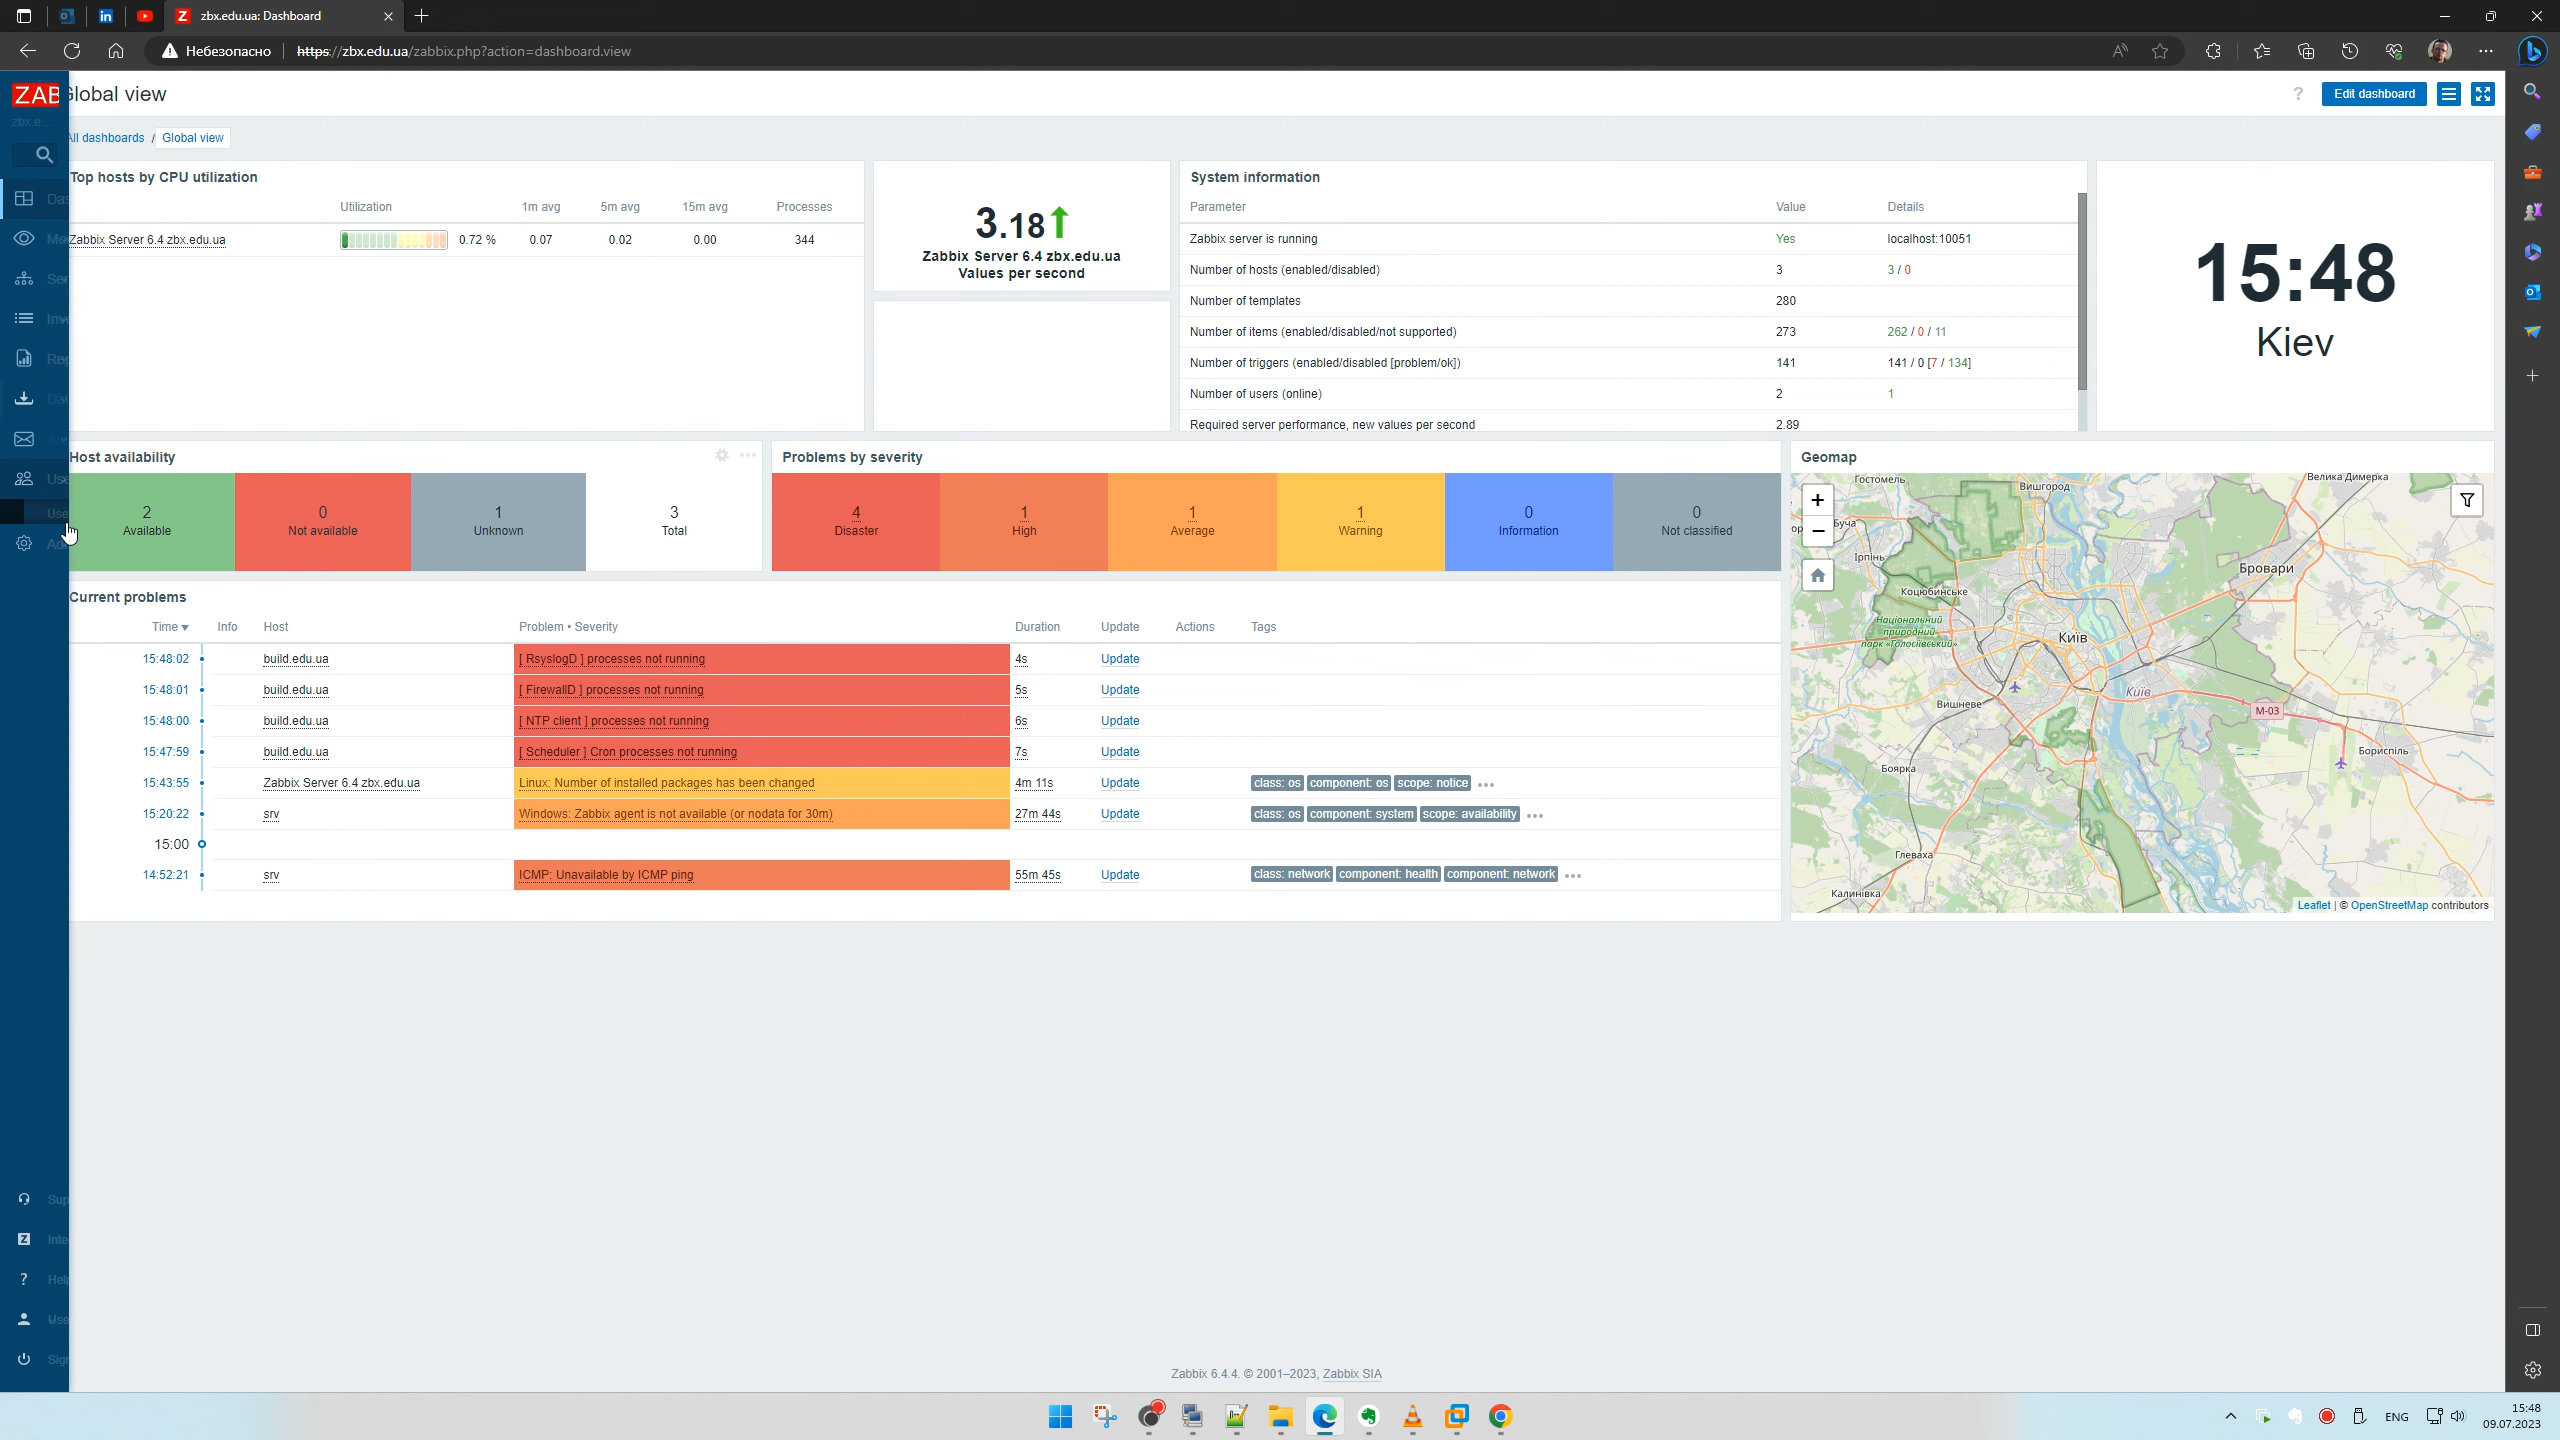 zbx.edu.ua: Dashboard
Небезопасно https://zbx.edu.ua/zabbix.php?action=dashboard.view
ZAB
Global view
? Edit dashboard
All dashboards / Global view
Top hosts by CPU utilization
Utilization 1m avg 5m avg 15m avg Processes
Zabbix Server 6.4 zbx.edu.ua 0.72 % 0.07 0.02 0.00 344
3.18
Zabbix Server 6.4 zbx.edu.ua
Values per second
System information
Parameter Value Details
Zabbix server is running Yes localhost:10051
Number of hosts (enabled/disabled) 3 3 / 0
Number of templates 280
Number of items (enabled/disabled/not supported) 273 262 / 0 / 11
Number of triggers (enabled/disabled [problem/ok]) 141 141 / 0 [7 / 134]
Number of users (online) 2 1
Required server performance, new values per second 2.89
15:48
Kiev
Host availability
2 Available
0 Not available
1 Unknown
3 Total
Problems by severity
4 Disaster
1 High
1 Average
1 Warning
0 Information
0 Not classified
Geomap
+
−
Гостомель
Вишгород
Велика Димерка
Буча
Ірпінь
Бровари
Коцюбинське
Національний
природний
парк «Голосіївський»
Київ
Київ
Вишневе
М-03
Бориспіль
Боярка
Глеваха
Калинівка
Leaflet | © OpenStreetMap contributors
Current problems
Time Info Host Problem • Severity Duration Update Actions Tags
15:48:02 build.edu.ua [ RsyslogD ] processes not running 4s Update
15:48:01 build.edu.ua [ FirewallD ] processes not running 5s Update
15:48:00 build.edu.ua [ NTP client ] processes not running 6s Update
15:47:59 build.edu.ua [ Scheduler ] Cron processes not running 7s Update
15:43:55 Zabbix Server 6.4 zbx.edu.ua Linux: Number of installed packages has been changed 4m 11s Update class: os component: os scope: notice •••
15:20:22 srv Windows: Zabbix agent is not available (or nodata for 30m) 27m 44s Update class: os component: system scope: availability •••
15:00
14:52:21 srv ICMP: Unavailable by ICMP ping 55m 45s Update class: network component: health component: network •••
Zabbix 6.4.4. © 2001–2023, Zabbix SIA
ENG
15:48
09.07.2023